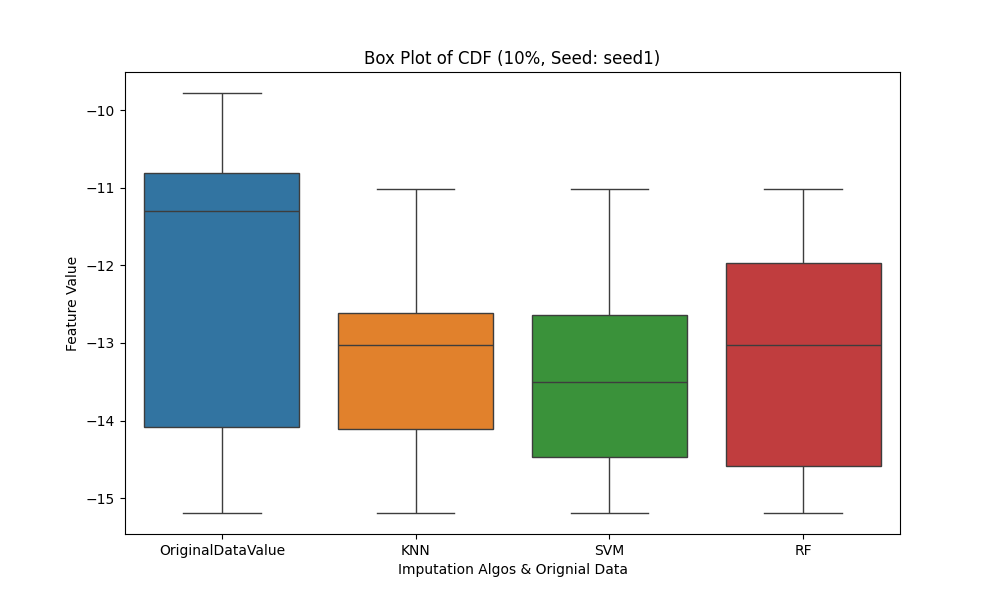 Box Plot of CDF (10%, Seed: seed1)
−10
−11
−12
−13
−14
−15
Feature Value
OriginalDataValue
KNN
SVM
RF
Imputation Algos & Orignial Data